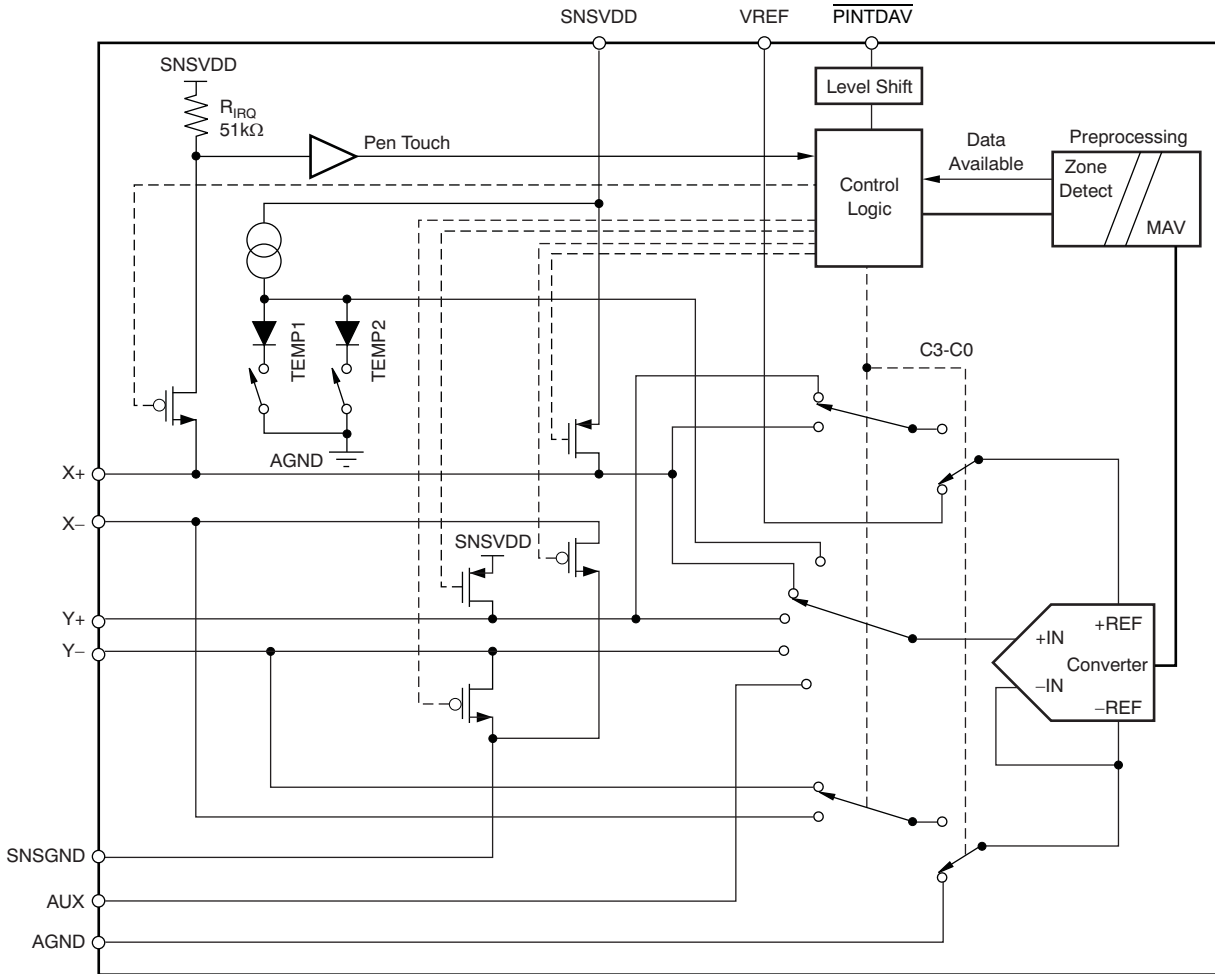 SNSVDD
VREF
PINTDAV
SNSVDD
RIRQ
51kΩ
Level Shift
Pen Touch
Data
Available
Preprocessing
Zone
Detect
MAV
Control
Logic
TEMP1
TEMP2
C3-C0
AGND
X+
X–
SNSVDD
Y+
Y–
+IN
+REF
Converter
–IN
–REF
SNSGND
AUX
AGND